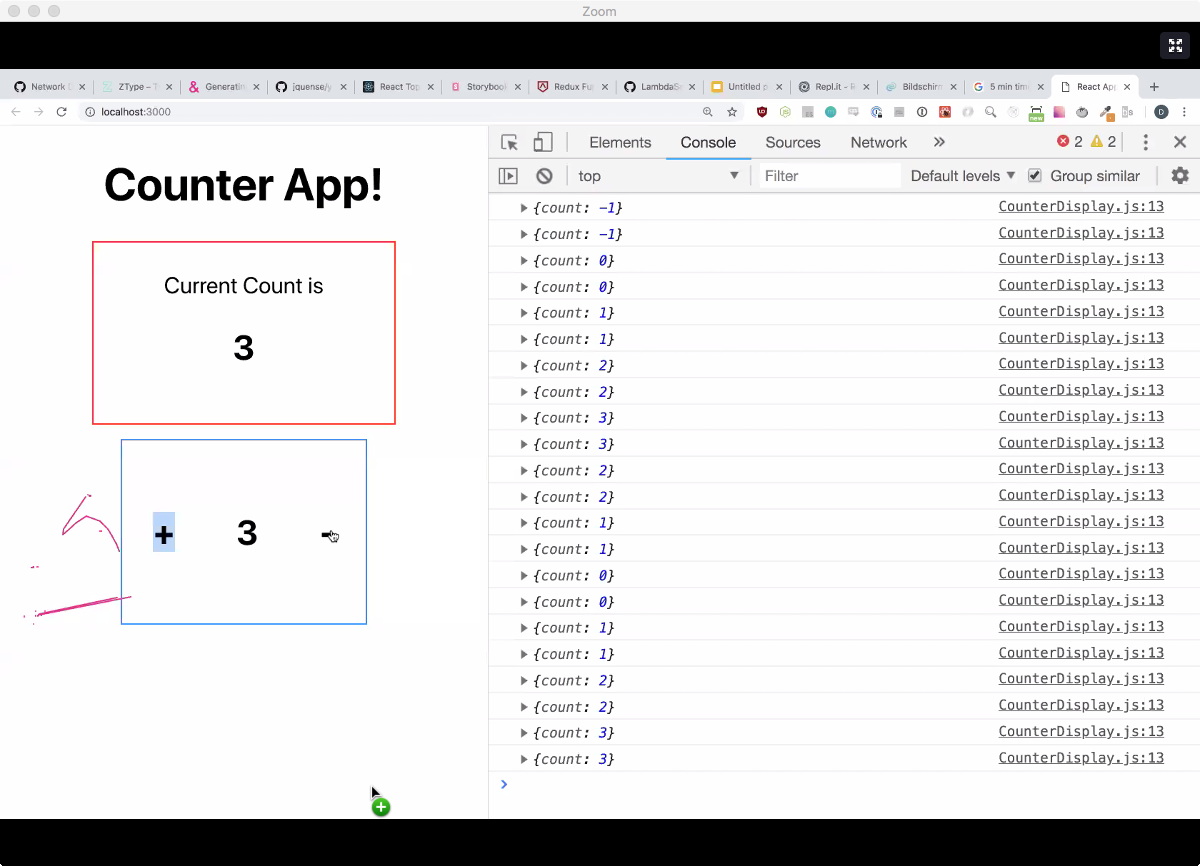 Zoom
Network ZType – T Generatin jquense/y React Top Storybook Redux Fu LambdaS Untitled p Repl.it - R Bildschirm 5 min tim React App
localhost:3000
Elements Console Sources Network » 2 2
top Filter Default levels Group similar
Counter App!
Current Count is
3
+ 3 -
{count: -1} CounterDisplay.js:13
{count: -1} CounterDisplay.js:13
{count: 0} CounterDisplay.js:13
{count: 0} CounterDisplay.js:13
{count: 1} CounterDisplay.js:13
{count: 1} CounterDisplay.js:13
{count: 2} CounterDisplay.js:13
{count: 2} CounterDisplay.js:13
{count: 3} CounterDisplay.js:13
{count: 3} CounterDisplay.js:13
{count: 2} CounterDisplay.js:13
{count: 2} CounterDisplay.js:13
{count: 1} CounterDisplay.js:13
{count: 1} CounterDisplay.js:13
{count: 0} CounterDisplay.js:13
{count: 0} CounterDisplay.js:13
{count: 1} CounterDisplay.js:13
{count: 1} CounterDisplay.js:13
{count: 2} CounterDisplay.js:13
{count: 2} CounterDisplay.js:13
{count: 3} CounterDisplay.js:13
{count: 3} CounterDisplay.js:13